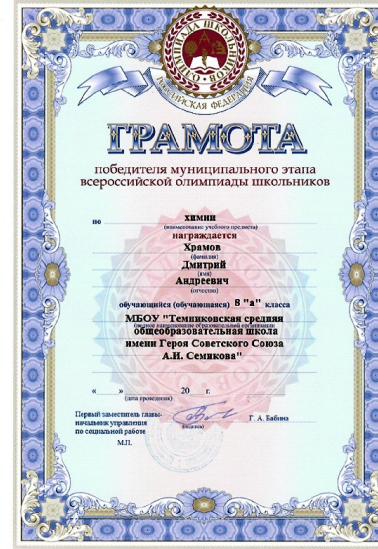 ОЛИМПИАДА ШКОЛЬНИКОВ
РОССИЙСКАЯ ФЕДЕРАЦИЯ
ГРАМОТА
победителя муниципального этапа
всероссийской олимпиады школьников
по химии
(наименование учебного предмета)
награждается
Храмов
(фамилия)
Дмитрий
(имя)
Андреевич
(отчество)
обучающийся (обучающаяся) 8 "а" класса
МБОУ "Темниковская средняя
(полное наименование образовательной организации)
общеобразовательная школа
имени Героя Советского Союза
А.И. Семикова"
«___» ______ 20 г.
(дата проведения)
Первый заместитель главы-
начальник управления
по социальной работе
(подпись)
Г. А. Бабина
М.П.